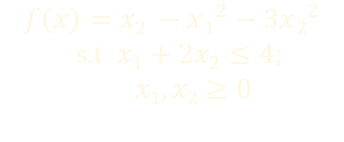 f(x) = x₂ − x₁² − 3x₂²
s.t x₁ + 2x₂ ≤ 4;
x₁, x₂ ≥ 0